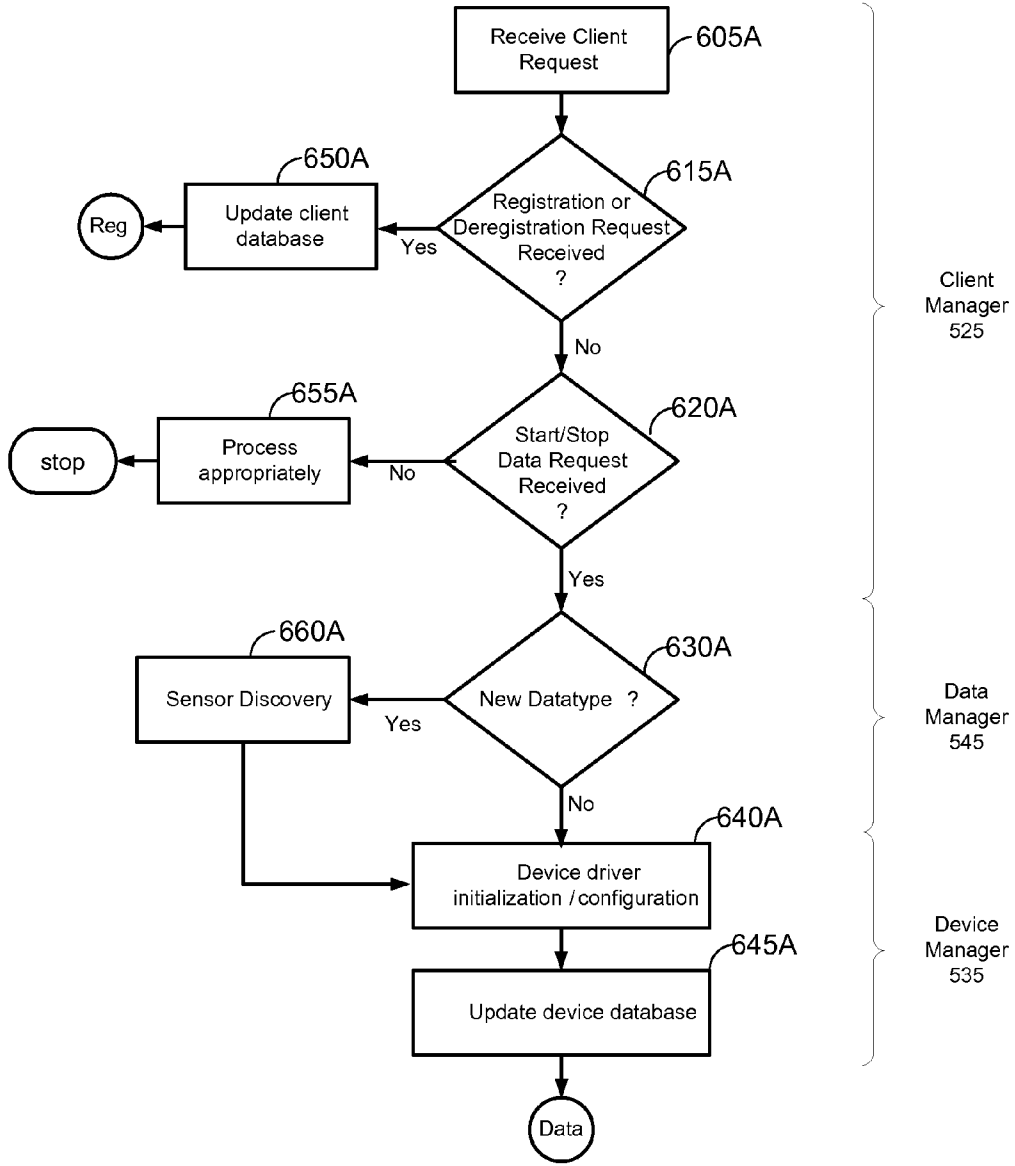 Receive Client
Request
605A
650A
615A
Reg
Update client
database
Yes
Registration or
Deregistration Request
Received
?
Client
Manager
525
No
655A
620A
stop
Process
appropriately
No
Start/Stop
Data Request
Received
?
Yes
660A
630A
Sensor Discovery
Yes
New Datatype ?
Data
Manager
545
No
640A
Device driver
initialization / configuration
Device
Manager
535
645A
Update device database
Data